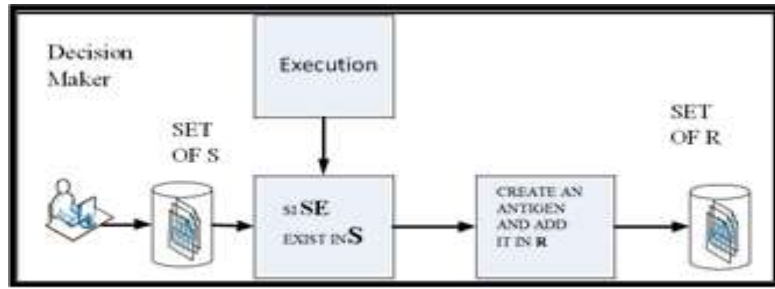 Decision
Maker
Execution
SET
OF S
SET
OF R
SI SE
EXIST IN S
CREATE AN
ANTIGEN
AND ADD
IT IN R